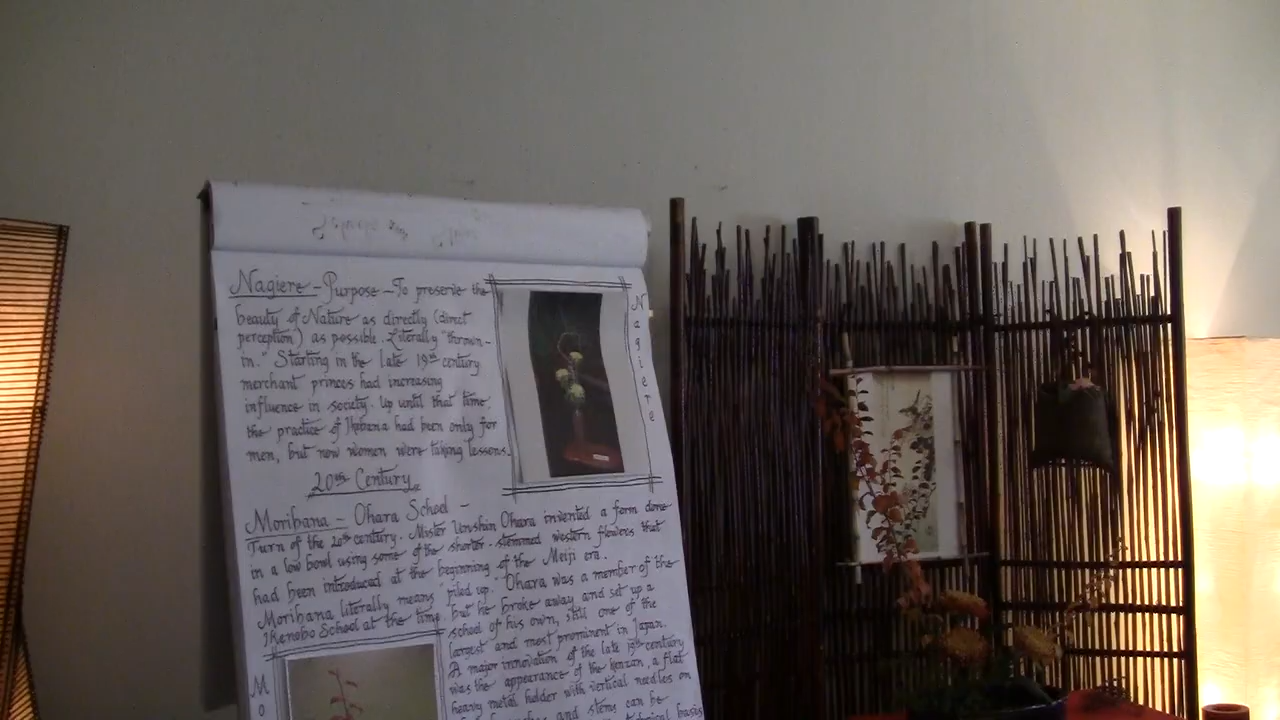 Nagiere - Purpose - To preserve the
beauty of Nature as directly (direct
perception) as possible. Literally "thrown-
in." Starting in the late 19th century
merchant princes had increasing
influence in society. Up until that time,
the practice of Ikebana had been only for
men, but now women were taking lessons.
Nagiere
20th Century
Moribana - Ohara School -
Turn of the 20th century. Mister Unshin Ohara invented a form done
in a low bowl using some of the shorter-stemmed western flowers that
had been introduced at the beginning of the Meiji era.
Moribana literally means "piled up." Ohara was a member of the
Ikenobo School at the time but he broke away and set up a
school of his own, still one of the
largest and most prominent in Japan.
A major innovation of the late 19th century
was the appearance of the kenzan, a flat
heavy metal holder with vertical needles on
and stems can be
basis
Mo